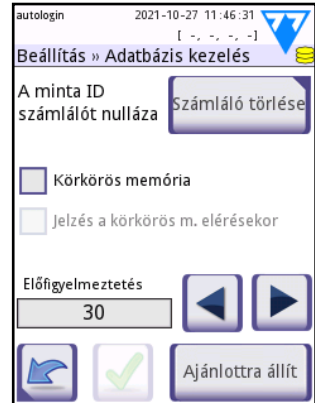 autologin 2021-10-27 11:46:31
[ -, -, -, -]
Beállítás » Adatbázis kezelés
A minta ID
számlálót nulláza
Számláló törlése
Körkörös memória
Jelzés a körkörös m. elérésekor
Előfigyelmeztetés
30
Ajánlottra állít